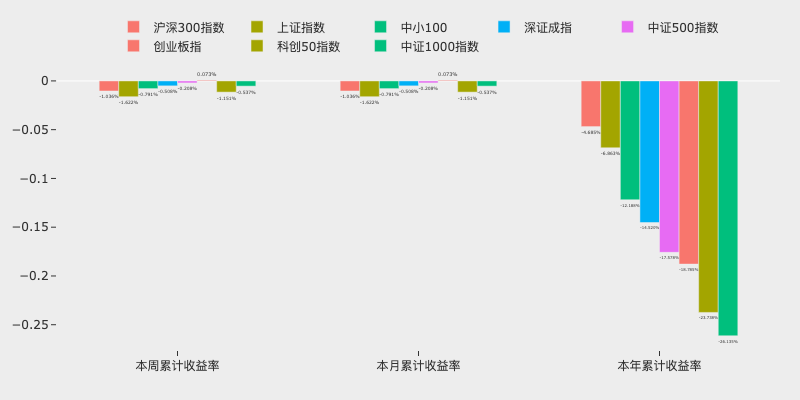 沪深300指数 上证指数 中小100 深证成指 中证500指数
创业板指 科创50指数 中证1000指数
0
−0.05
−0.1
−0.15
−0.2
−0.25
-1.036% -1.622% -0.791% -0.508% -0.208% 0.073% -1.151% -0.537%
-1.036% -1.622% -0.791% -0.508% -0.208% 0.073% -1.151% -0.537%
-4.695% -6.863% -12.186% -14.520% -17.578% -18.785% -23.738% -26.135%
本周累计收益率 本月累计收益率 本年累计收益率